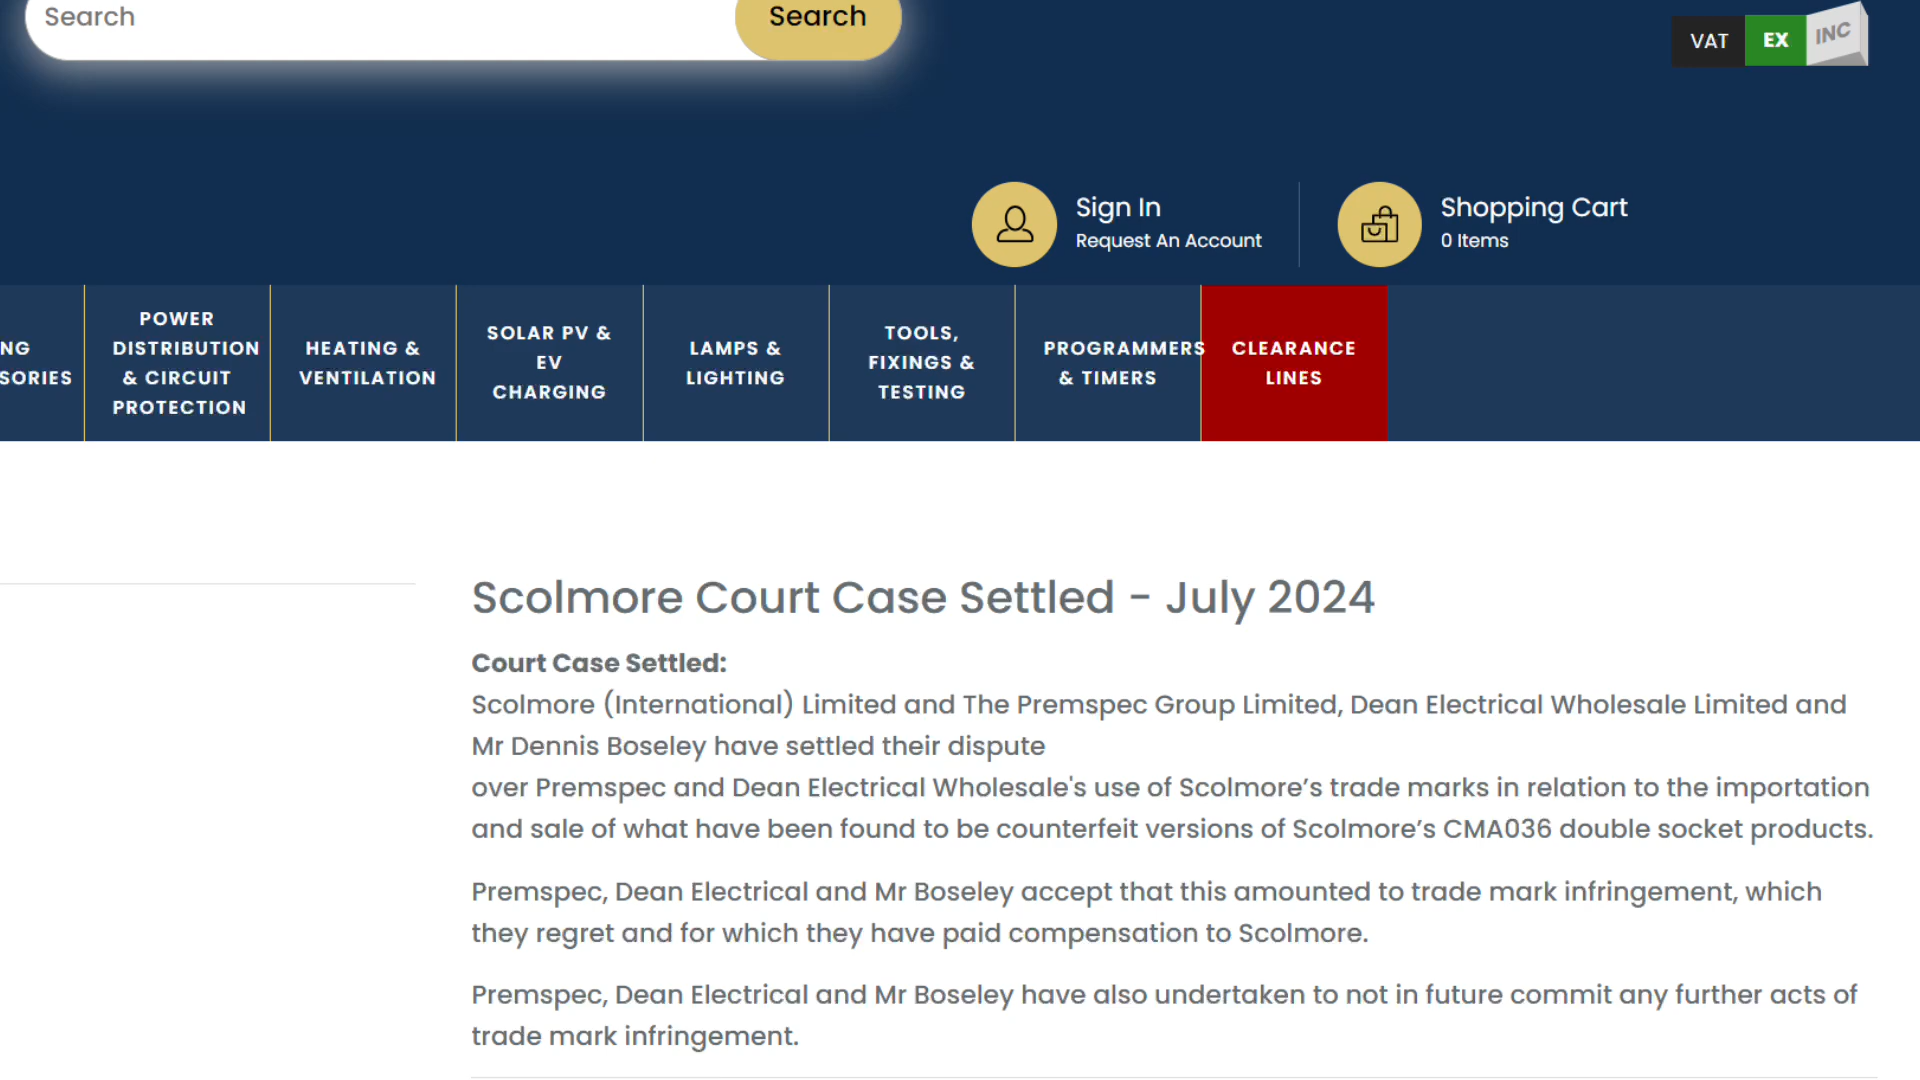 Search
Search
VAT
EX
INC
Sign In
Request An Account
Shopping Cart
0 Items
NG
SORIES
POWER
DISTRIBUTION
& CIRCUIT
PROTECTION
HEATING &
VENTILATION
SOLAR PV &
EV
CHARGING
LAMPS &
LIGHTING
TOOLS,
FIXINGS &
TESTING
PROGRAMMERS
& TIMERS
CLEARANCE
LINES
Scolmore Court Case Settled - July 2024
Court Case Settled:
Scolmore (International) Limited and The Premspec Group Limited, Dean Electrical Wholesale Limited and
Mr Dennis Boseley have settled their dispute
over Premspec and Dean Electrical Wholesale's use of Scolmore’s trade marks in relation to the importation
and sale of what have been found to be counterfeit versions of Scolmore’s CMA036 double socket products.
Premspec, Dean Electrical and Mr Boseley accept that this amounted to trade mark infringement, which
they regret and for which they have paid compensation to Scolmore.
Premspec, Dean Electrical and Mr Boseley have also undertaken to not in future commit any further acts of
trade mark infringement.